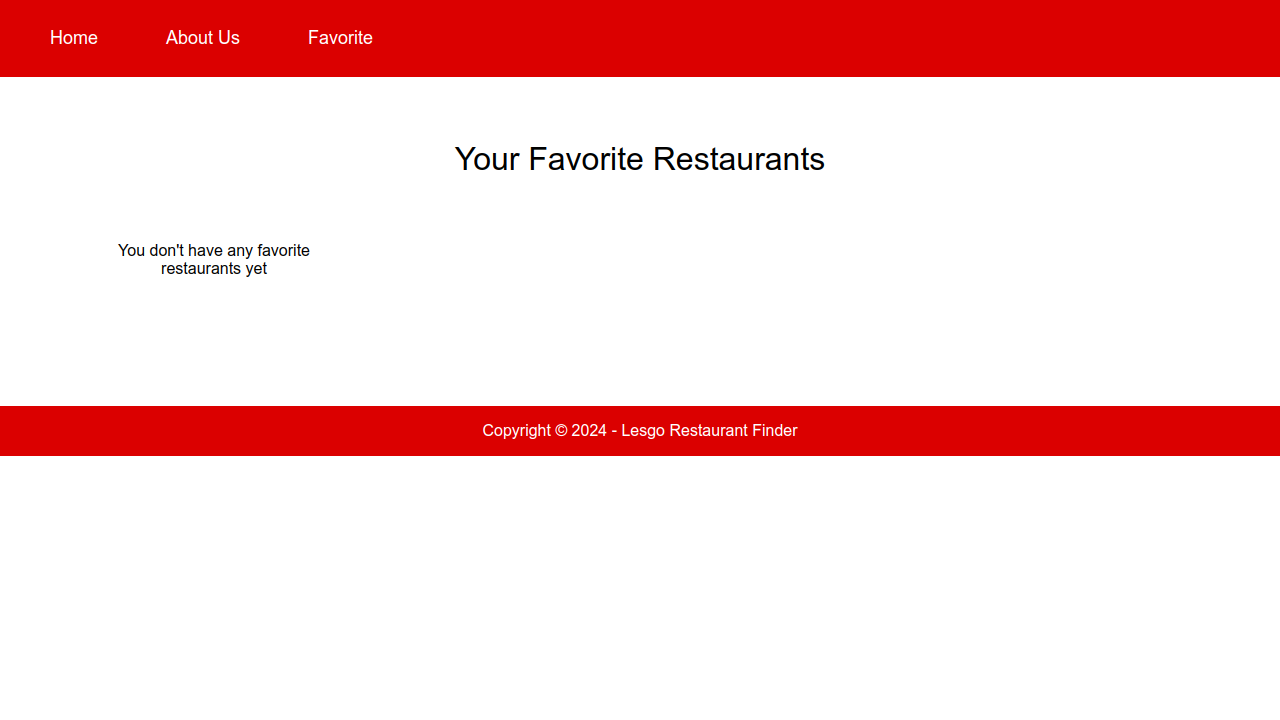 Home
About Us
Favorite
Your Favorite Restaurants
You don't have any favorite
restaurants yet
Copyright © 2024 - Lesgo Restaurant Finder